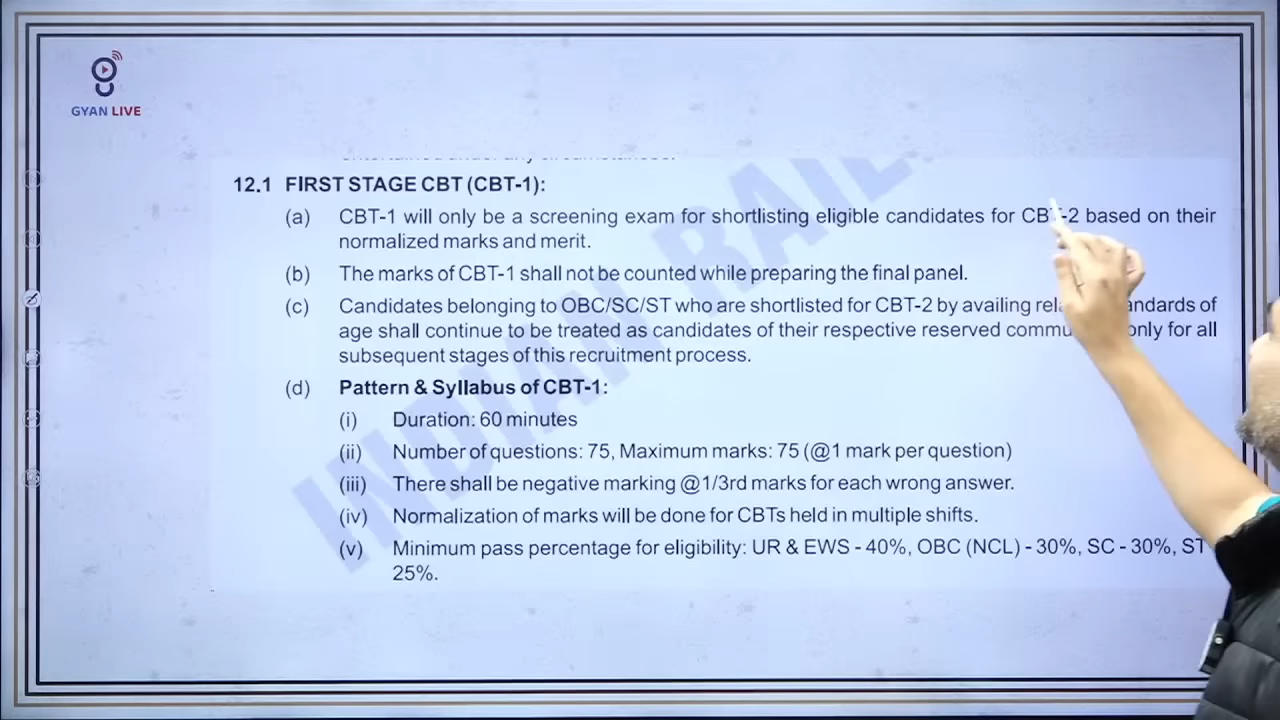 GYAN LIVE
12.1 FIRST STAGE CBT (CBT-1):
(a) CBT-1 will only be a screening exam for shortlisting eligible candidates for CBT-2 based on their
normalized marks and merit.
(b) The marks of CBT-1 shall not be counted while preparing the final panel.
(c) Candidates belonging to OBC/SC/ST who are shortlisted for CBT-2 by availing of
age shall continue to be treated as candidates of their respective reserved only for all
subsequent stages of this recruitment process.
(d) Pattern & Syllabus of CBT-1:
(i) Duration: 60 minutes
(ii) Number of questions: 75, Maximum marks: 75 (@1 mark per question)
(iii) There shall be negative marking @1/3rd marks for each wrong answer.
(iv) Normalization of marks will be done for CBTs held in multiple shifts.
(v) Minimum pass percentage for eligibility: UR & EWS - 40%, OBC (NCL) - 30%, SC - 30%, ST
25%.
INDIAN RAIL